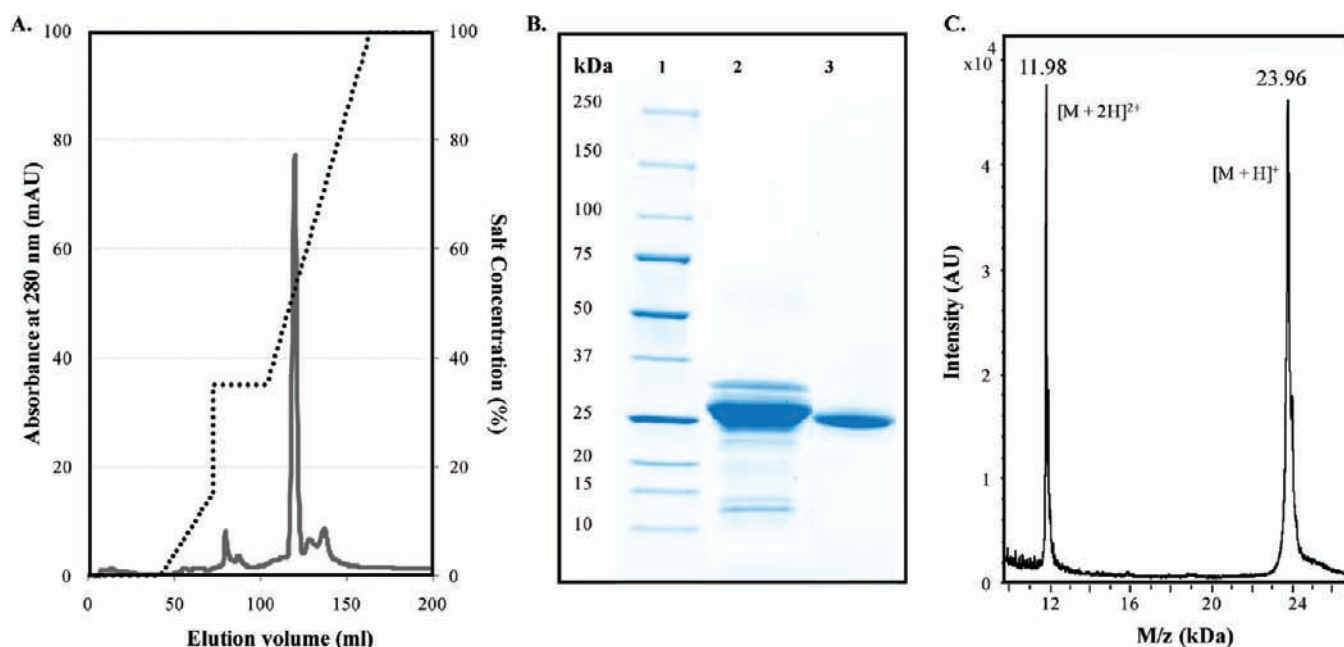 A.
100
80
60
40
20
0
Absorbance at 280 nm (mAU)
0 50 100 150 200
Elution volume (ml)
100
80
60
40
20
0
Salt Concentration (%)
B.
kDa 1 2 3
250
150
100
75
50
37
25
20
15
10
C.
4
x10
4
3
2
1
0
Intensity (AU)
11.98
[M + 2H]²⁺
23.96
[M + H]⁺
12 16 20 24
M/z (kDa)